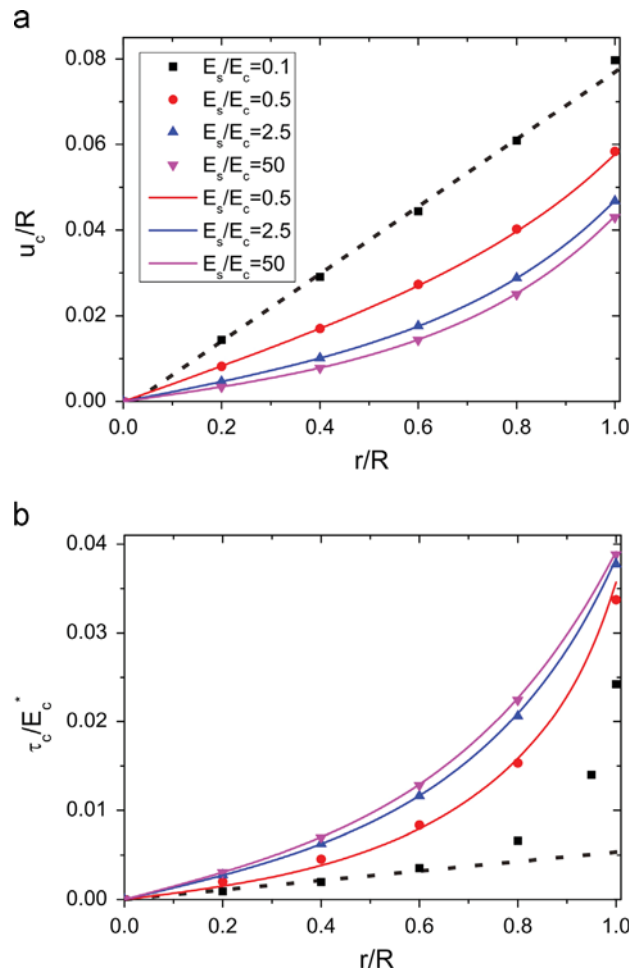 a
0.08
0.06
0.04
0.02
0.00
u_c/R
E_s/E_c=0.1
E_s/E_c=0.5
E_s/E_c=2.5
E_s/E_c=50
E_s/E_c=0.5
E_s/E_c=2.5
E_s/E_c=50
0.0 0.2 0.4 0.6 0.8 1.0
r/R
b
0.04
0.03
0.02
0.01
0.00
τ_c/E_c^*
0.0 0.2 0.4 0.6 0.8 1.0
r/R